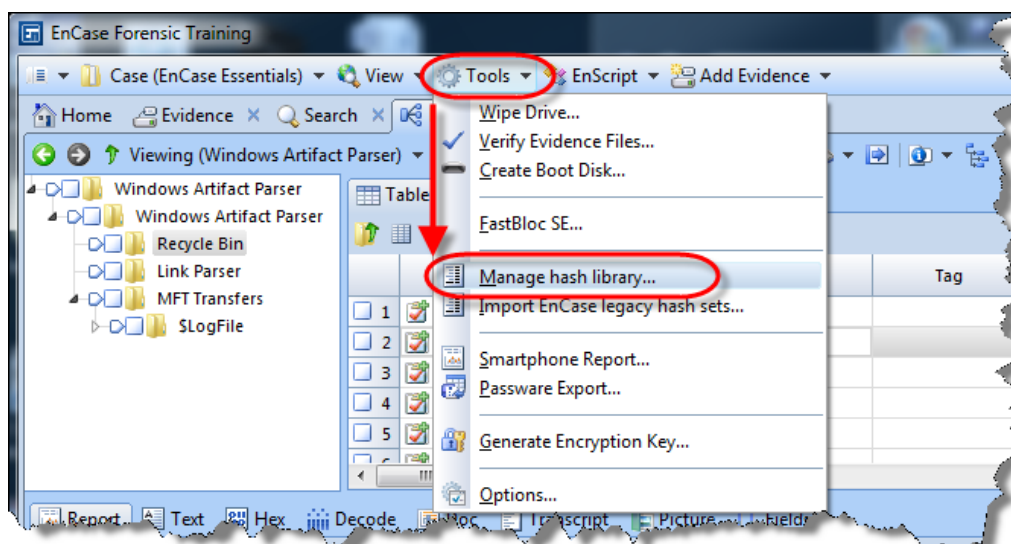 EnCase Forensic Training
Case (EnCase Essentials) View Tools EnScript Add Evidence
Home Evidence Search
Viewing (Windows Artifact Parser)
Windows Artifact Parser
Windows Artifact Parser
Recycle Bin
Link Parser
MFT Transfers
$LogFile
Table
Tag
1
2
3
4
5
Wipe Drive...
Verify Evidence Files...
Create Boot Disk...
FastBloc SE...
Manage hash library...
Import EnCase legacy hash sets...
Smartphone Report...
Passware Export...
Generate Encryption Key...
Options...
Report Text Hex Decode Doc Transcript Picture Fields